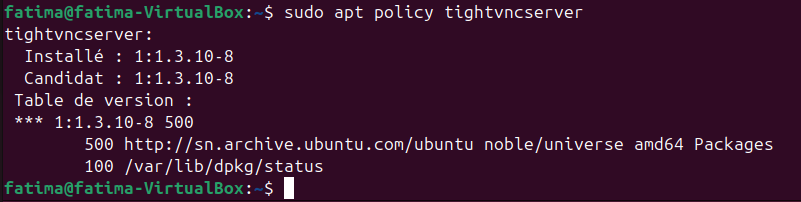 fatima@fatima-VirtualBox:~$ sudo apt policy tightvncserver
tightvncserver:
  Installé : 1:1.3.10-8
  Candidat : 1:1.3.10-8
 Table de version :
 *** 1:1.3.10-8 500
        500 http://sn.archive.ubuntu.com/ubuntu noble/universe amd64 Packages
        100 /var/lib/dpkg/status
fatima@fatima-VirtualBox:~$